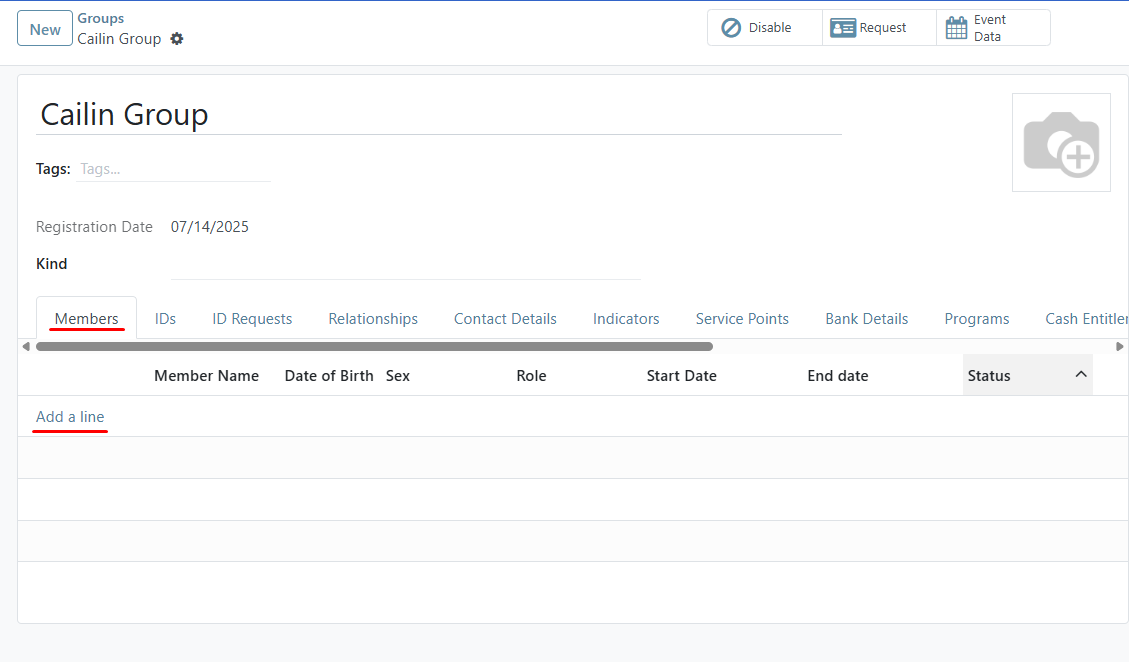 New
Groups
Cailin Group
Disable
Request
Event
Data
Cailin Group
Tags: Tags...
Registration Date 07/14/2025
Kind
Members IDs ID Requests Relationships Contact Details Indicators Service Points Bank Details Programs Cash Entitler
Member Name Date of Birth Sex Role Start Date End date Status
Add a line